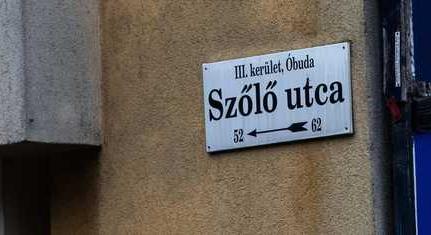 III. kerület, Óbuda
Szőlő utca
52 62